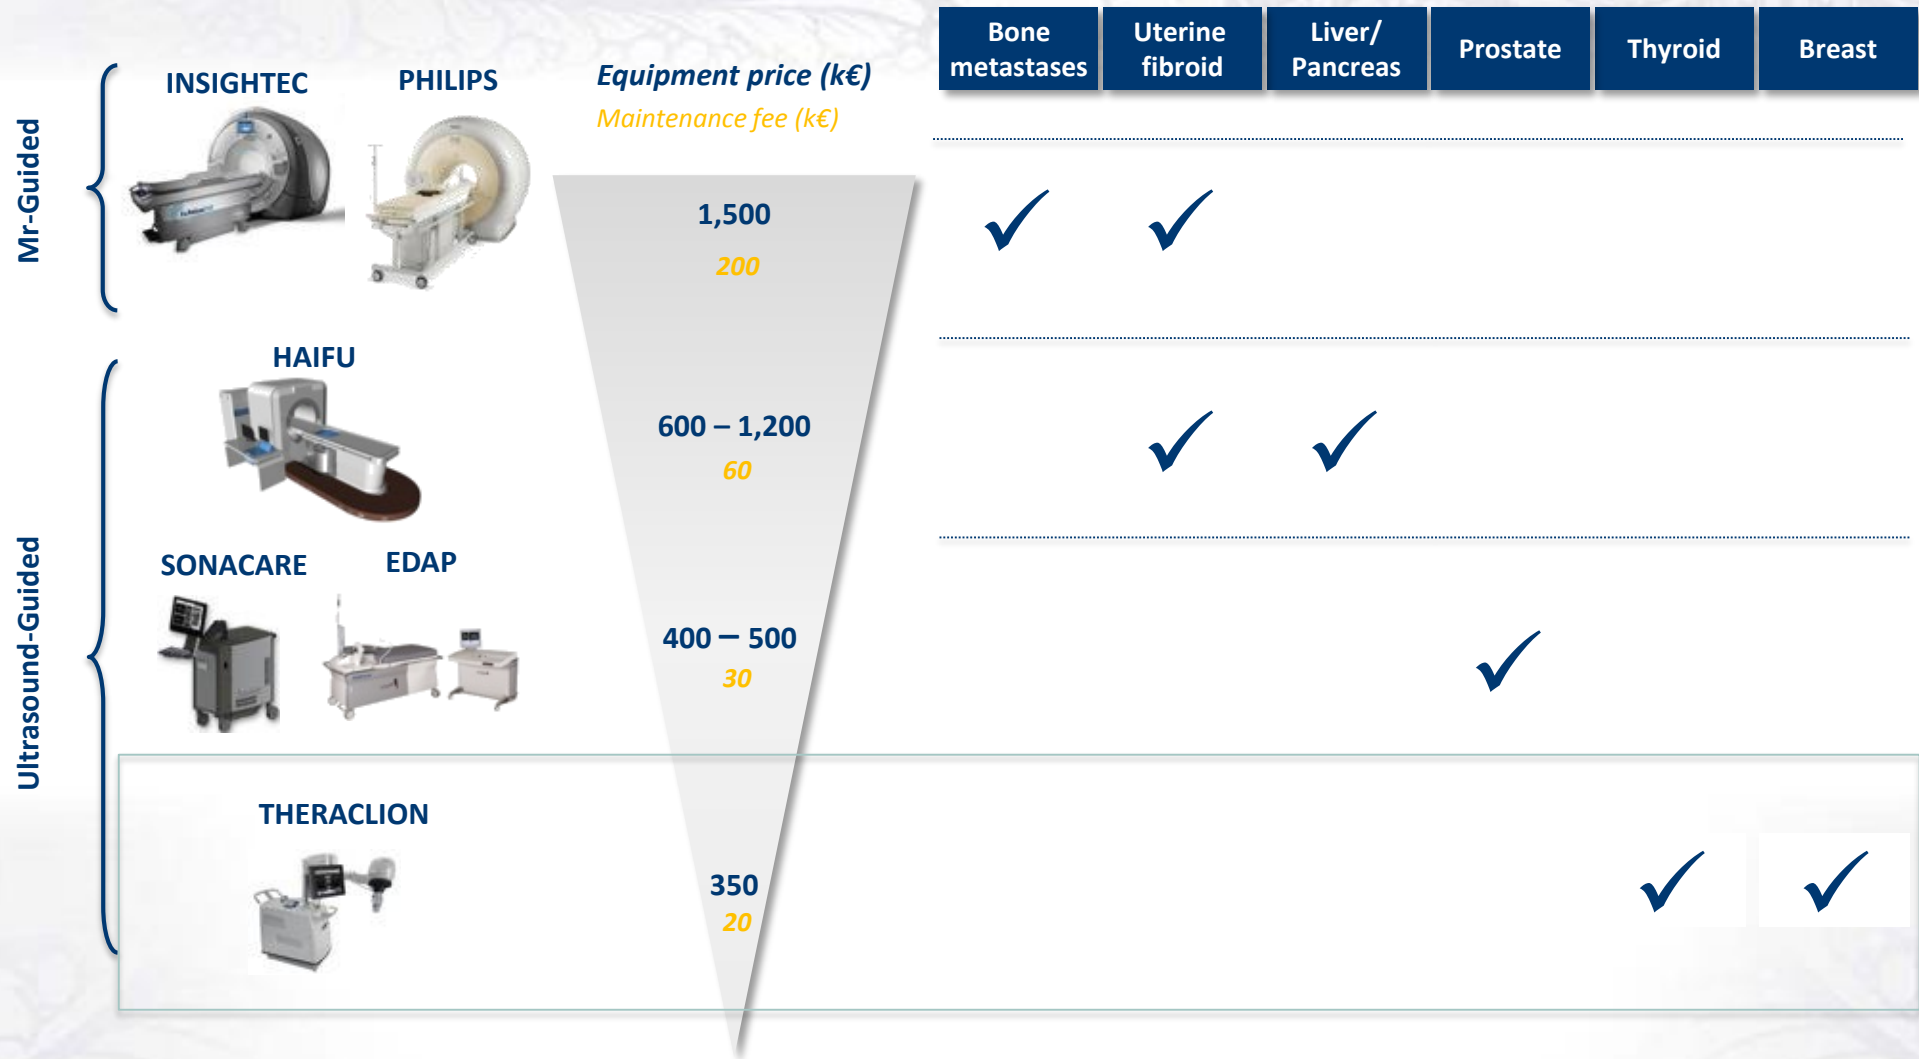 Bone
metastases
Uterine
fibroid
Liver/
Pancreas
Prostate
Thyroid
Breast
Equipment price (k€)
Maintenance fee (k€)
Mr-Guided
INSIGHTEC
PHILIPS
1,500
200
Ultrasound-Guided
HAIFU
600 – 1,200
60
SONACARE
EDAP
400 – 500
30
THERACLION
350
20